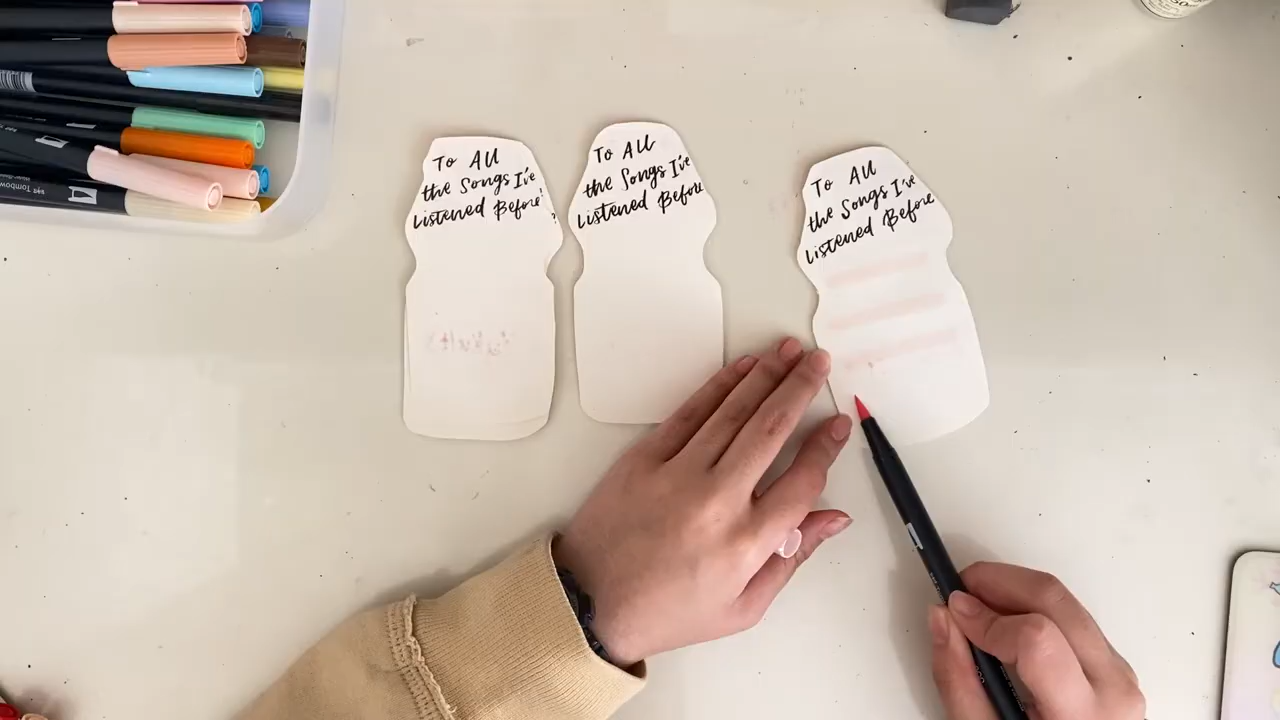 To All
the Songs I've
Listened Before
To All
the Songs I've
Listened Before
To All
the Songs I've
Listened Before
Tombow